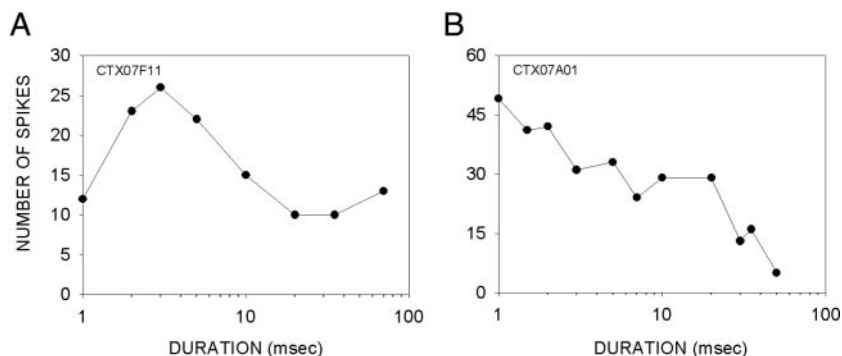 A
B
NUMBER OF SPIKES
30
25
20
15
10
5
0
CTX07F11
1
10
100
DURATION (msec)
60
45
30
15
0
CTX07A01
1
10
100
DURATION (msec)